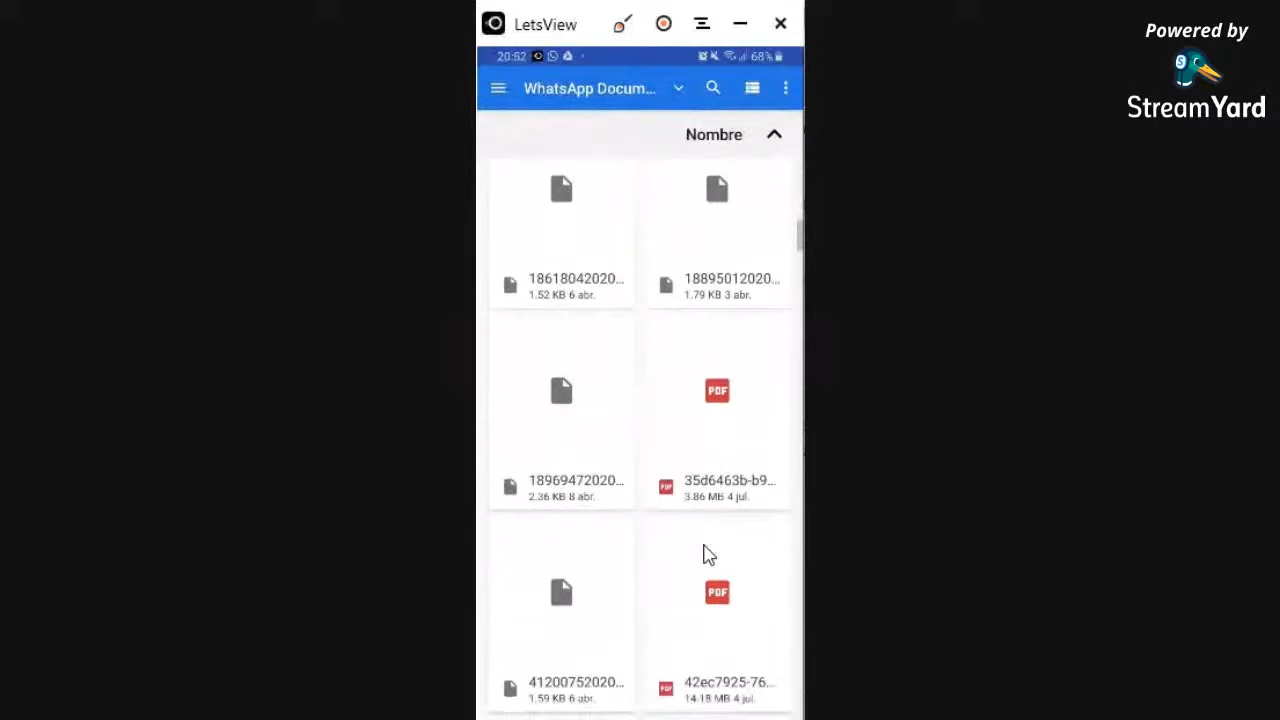 LetsView
Powered by
StreamYard
20:52
68%
WhatsApp Docum...
Nombre
18618042020...
1.52 KB 6 abr.
18895012020...
1.79 KB 3 abr.
PDF
18969472020...
2.36 KB 8 abr.
PDF
35d6463b-b9...
3.86 MB 4 jul.
PDF
41200752020...
1.59 KB 6 abr.
PDF
42ec7925-76...
14.18 MB 4 jul.